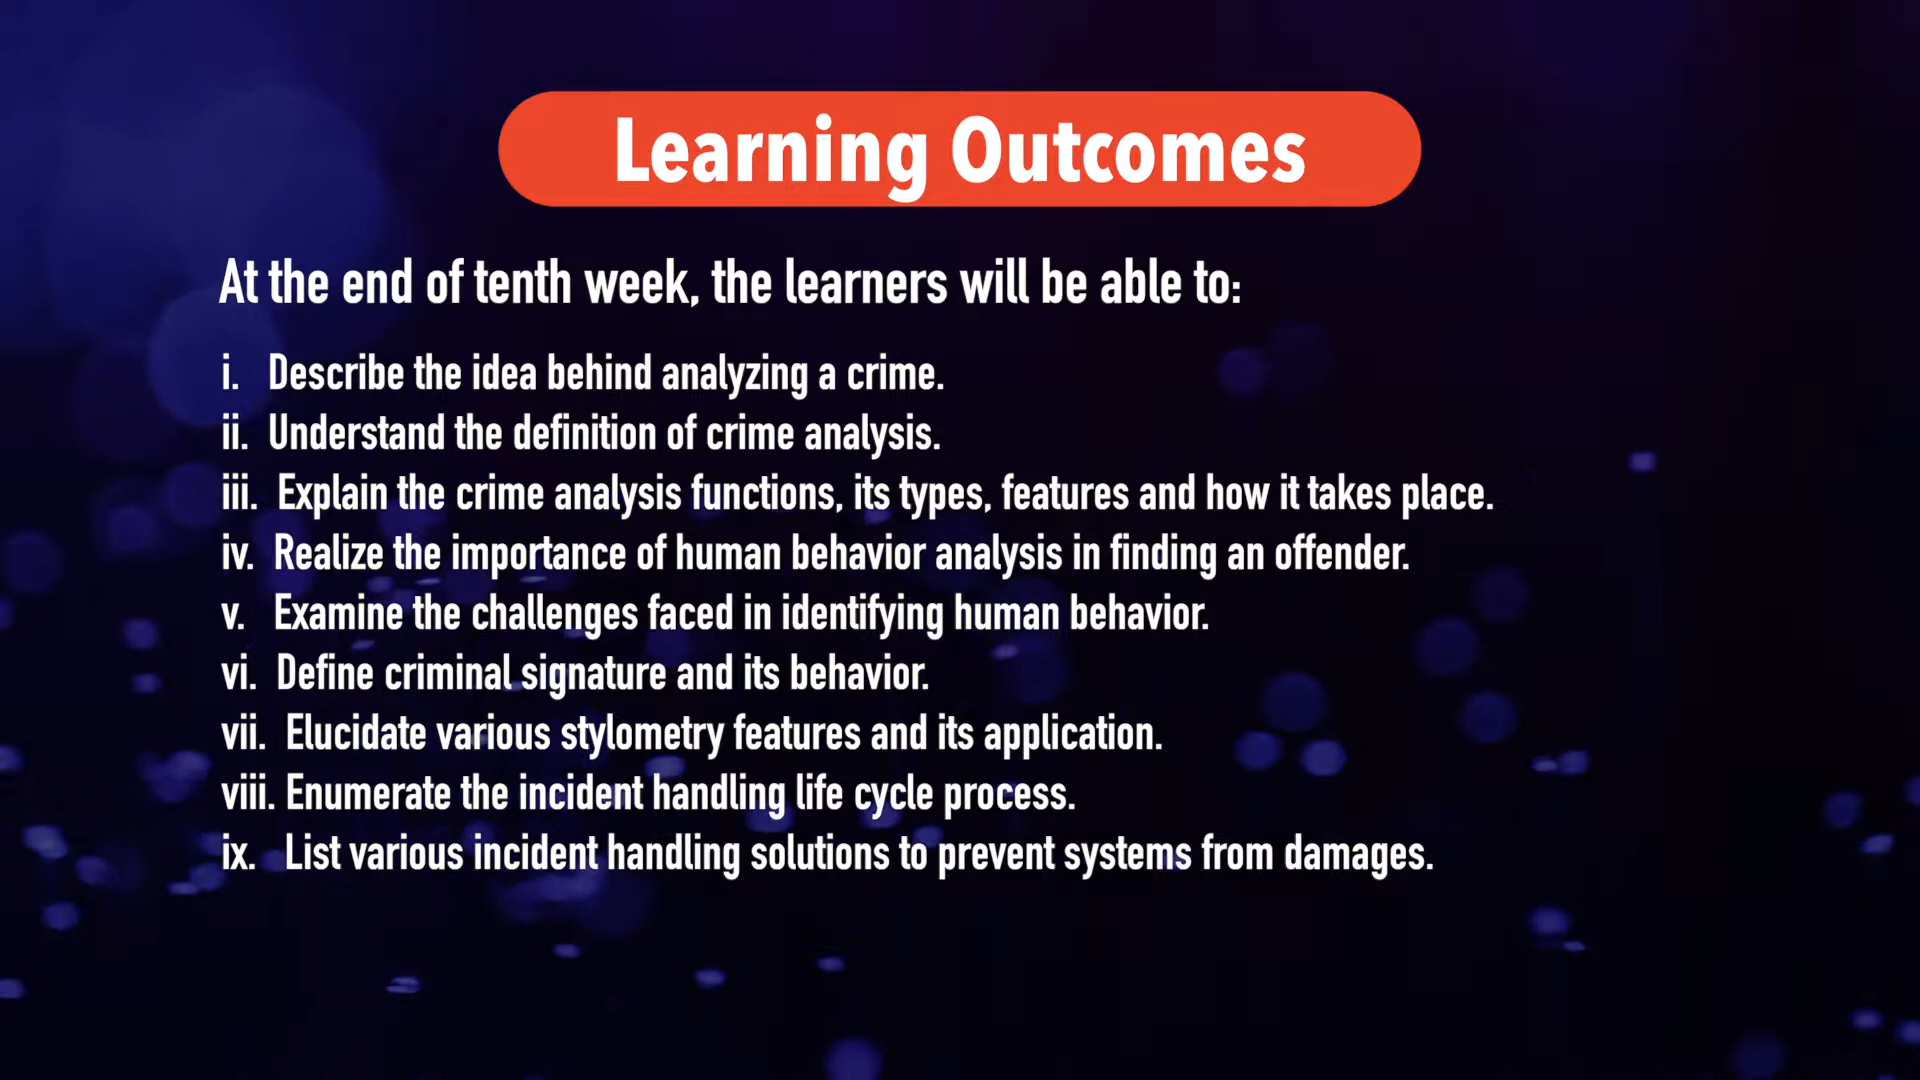 Learning Outcomes
At the end of tenth week, the learners will be able to:
i. Describe the idea behind analyzing a crime.
ii. Understand the definition of crime analysis.
iii. Explain the crime analysis functions, its types, features and how it takes place.
iv. Realize the importance of human behavior analysis in finding an offender.
v. Examine the challenges faced in identifying human behavior.
vi. Define criminal signature and its behavior.
vii. Elucidate various stylometry features and its application.
viii. Enumerate the incident handling life cycle process.
ix. List various incident handling solutions to prevent systems from damages.